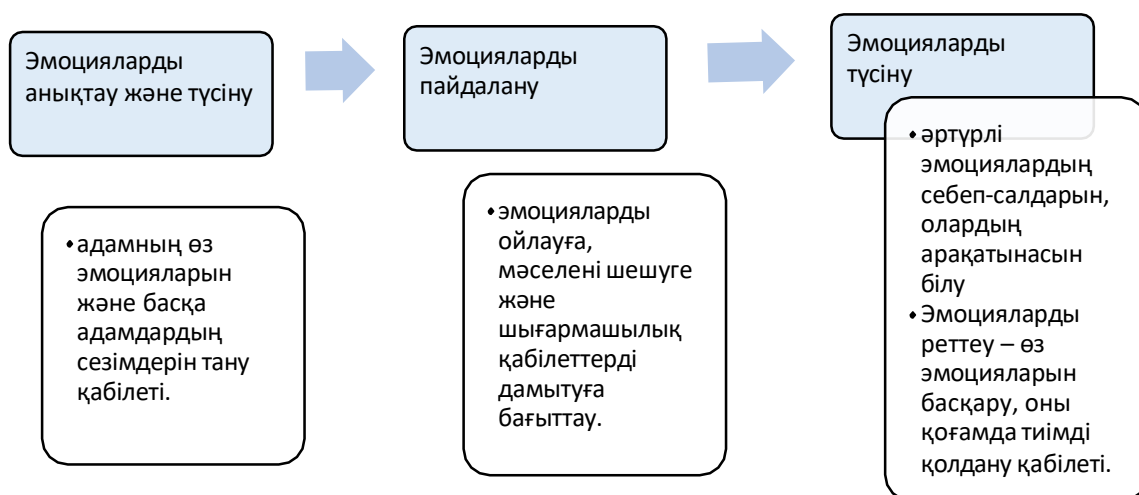 Эмоцияларды
анықтау және түсіну
• адамның өз
эмоцияларын
және басқа
адамдардың
сезімдерін тану
қабілеті.
Эмоцияларды
пайдалану
• эмоцияларды
ойлауға,
мәселені шешуге
және
шығармашылық
қабілеттерді
дамытуға
бағыттау.
Эмоцияларды
түсіну
• әртүрлі
эмоциялардың
себеп-салдарын,
олардың
арақатынасын
білу
• Эмоцияларды
реттеу – өз
эмоцияларын
басқару, оны
қоғамда тиімді
қолдану қабілеті.